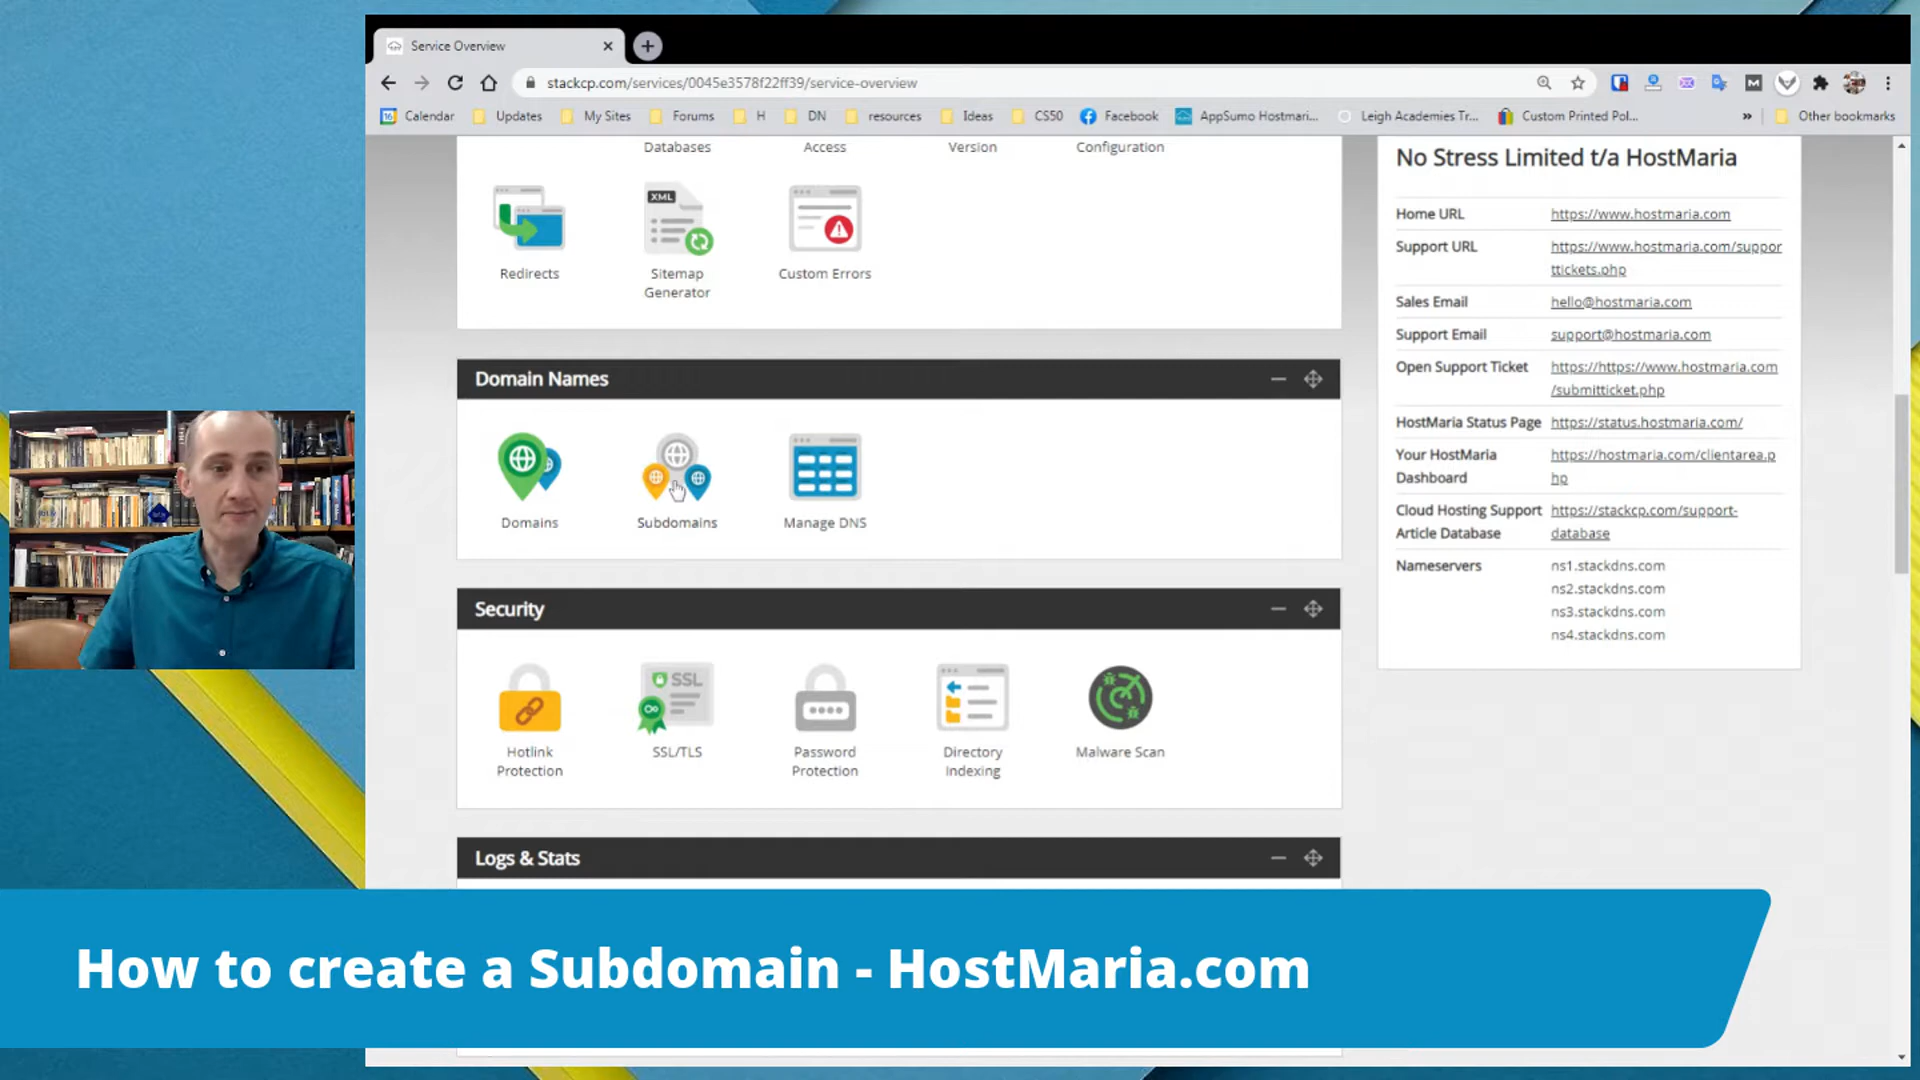 Service Overview
stackcp.com/services/0045e3578f22ff39/service-overview
Calendar
Updates
My Sites
Forums
H
DN
resources
Ideas
CS50
Facebook
AppSumo Hostmari...
Leigh Academies Tr...
Custom Printed Pol...
»
Other bookmarks
Databases
Access
Version
Configuration
XML
Redirects
Sitemap
Generator
Custom Errors
Domain Names
Domains
Subdomains
Manage DNS
Security
SSL
Hotlink
Protection
SSL/TLS
Password
Protection
Directory
Indexing
Malware Scan
Logs & Stats
No Stress Limited t/a HostMaria
Home URL https://www.hostmaria.com
Support URL https://www.hostmaria.com/suppor
ttickets.php
Sales Email hello@hostmaria.com
Support Email support@hostmaria.com
Open Support Ticket https://https://www.hostmaria.com
/submitticket.php
HostMaria Status Page https://status.hostmaria.com/
Your HostMaria https://hostmaria.com/clientarea.p
Dashboard hp
Cloud Hosting Support https://stackcp.com/support-
Article Database database
Nameservers ns1.stackdns.com
ns2.stackdns.com
ns3.stackdns.com
ns4.stackdns.com
How to create a Subdomain - HostMaria.com